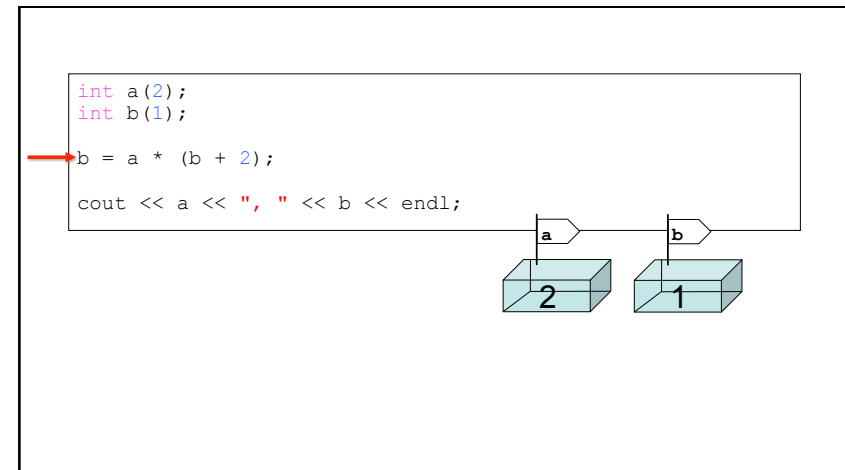 int a(2);
int b(1);
b = a * (b + 2);
cout << a << ", " << b << endl;
a b
2 1